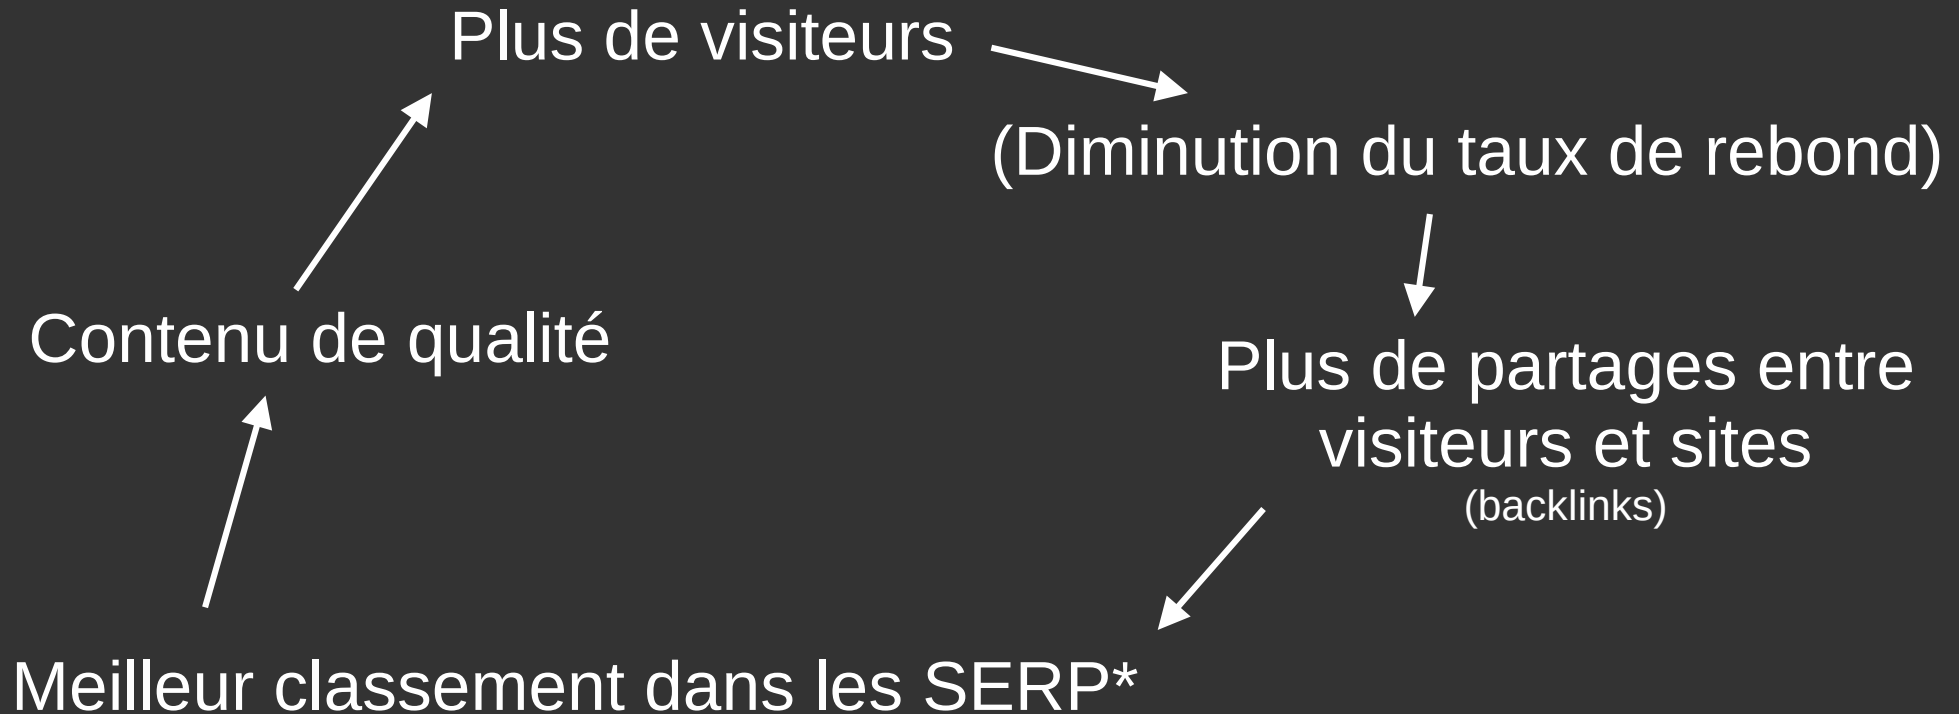 Plus de visiteurs
(Diminution du taux de rebond)
Contenu de qualité
Plus de partages entre
visiteurs et sites
(backlinks)
Meilleur classement dans les SERP*